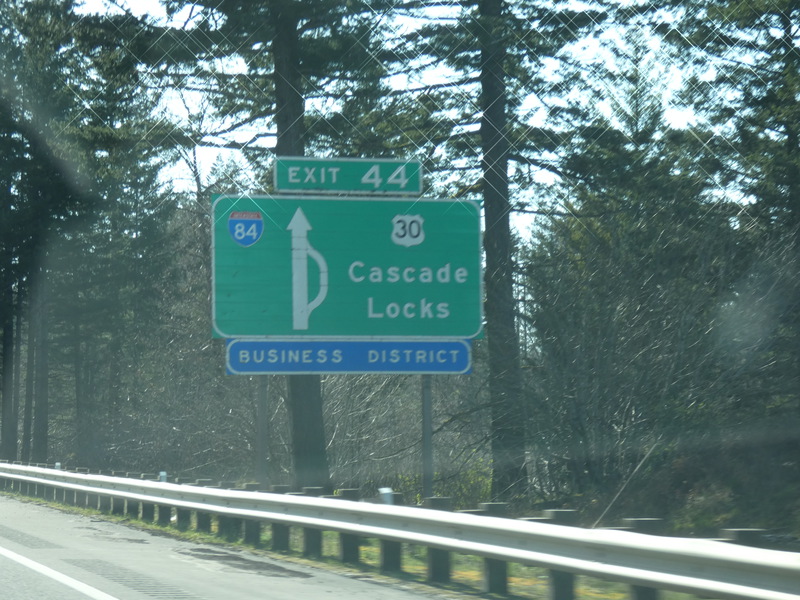 EXIT 44
84
30
Cascade
Locks
BUSINESS DISTRICT